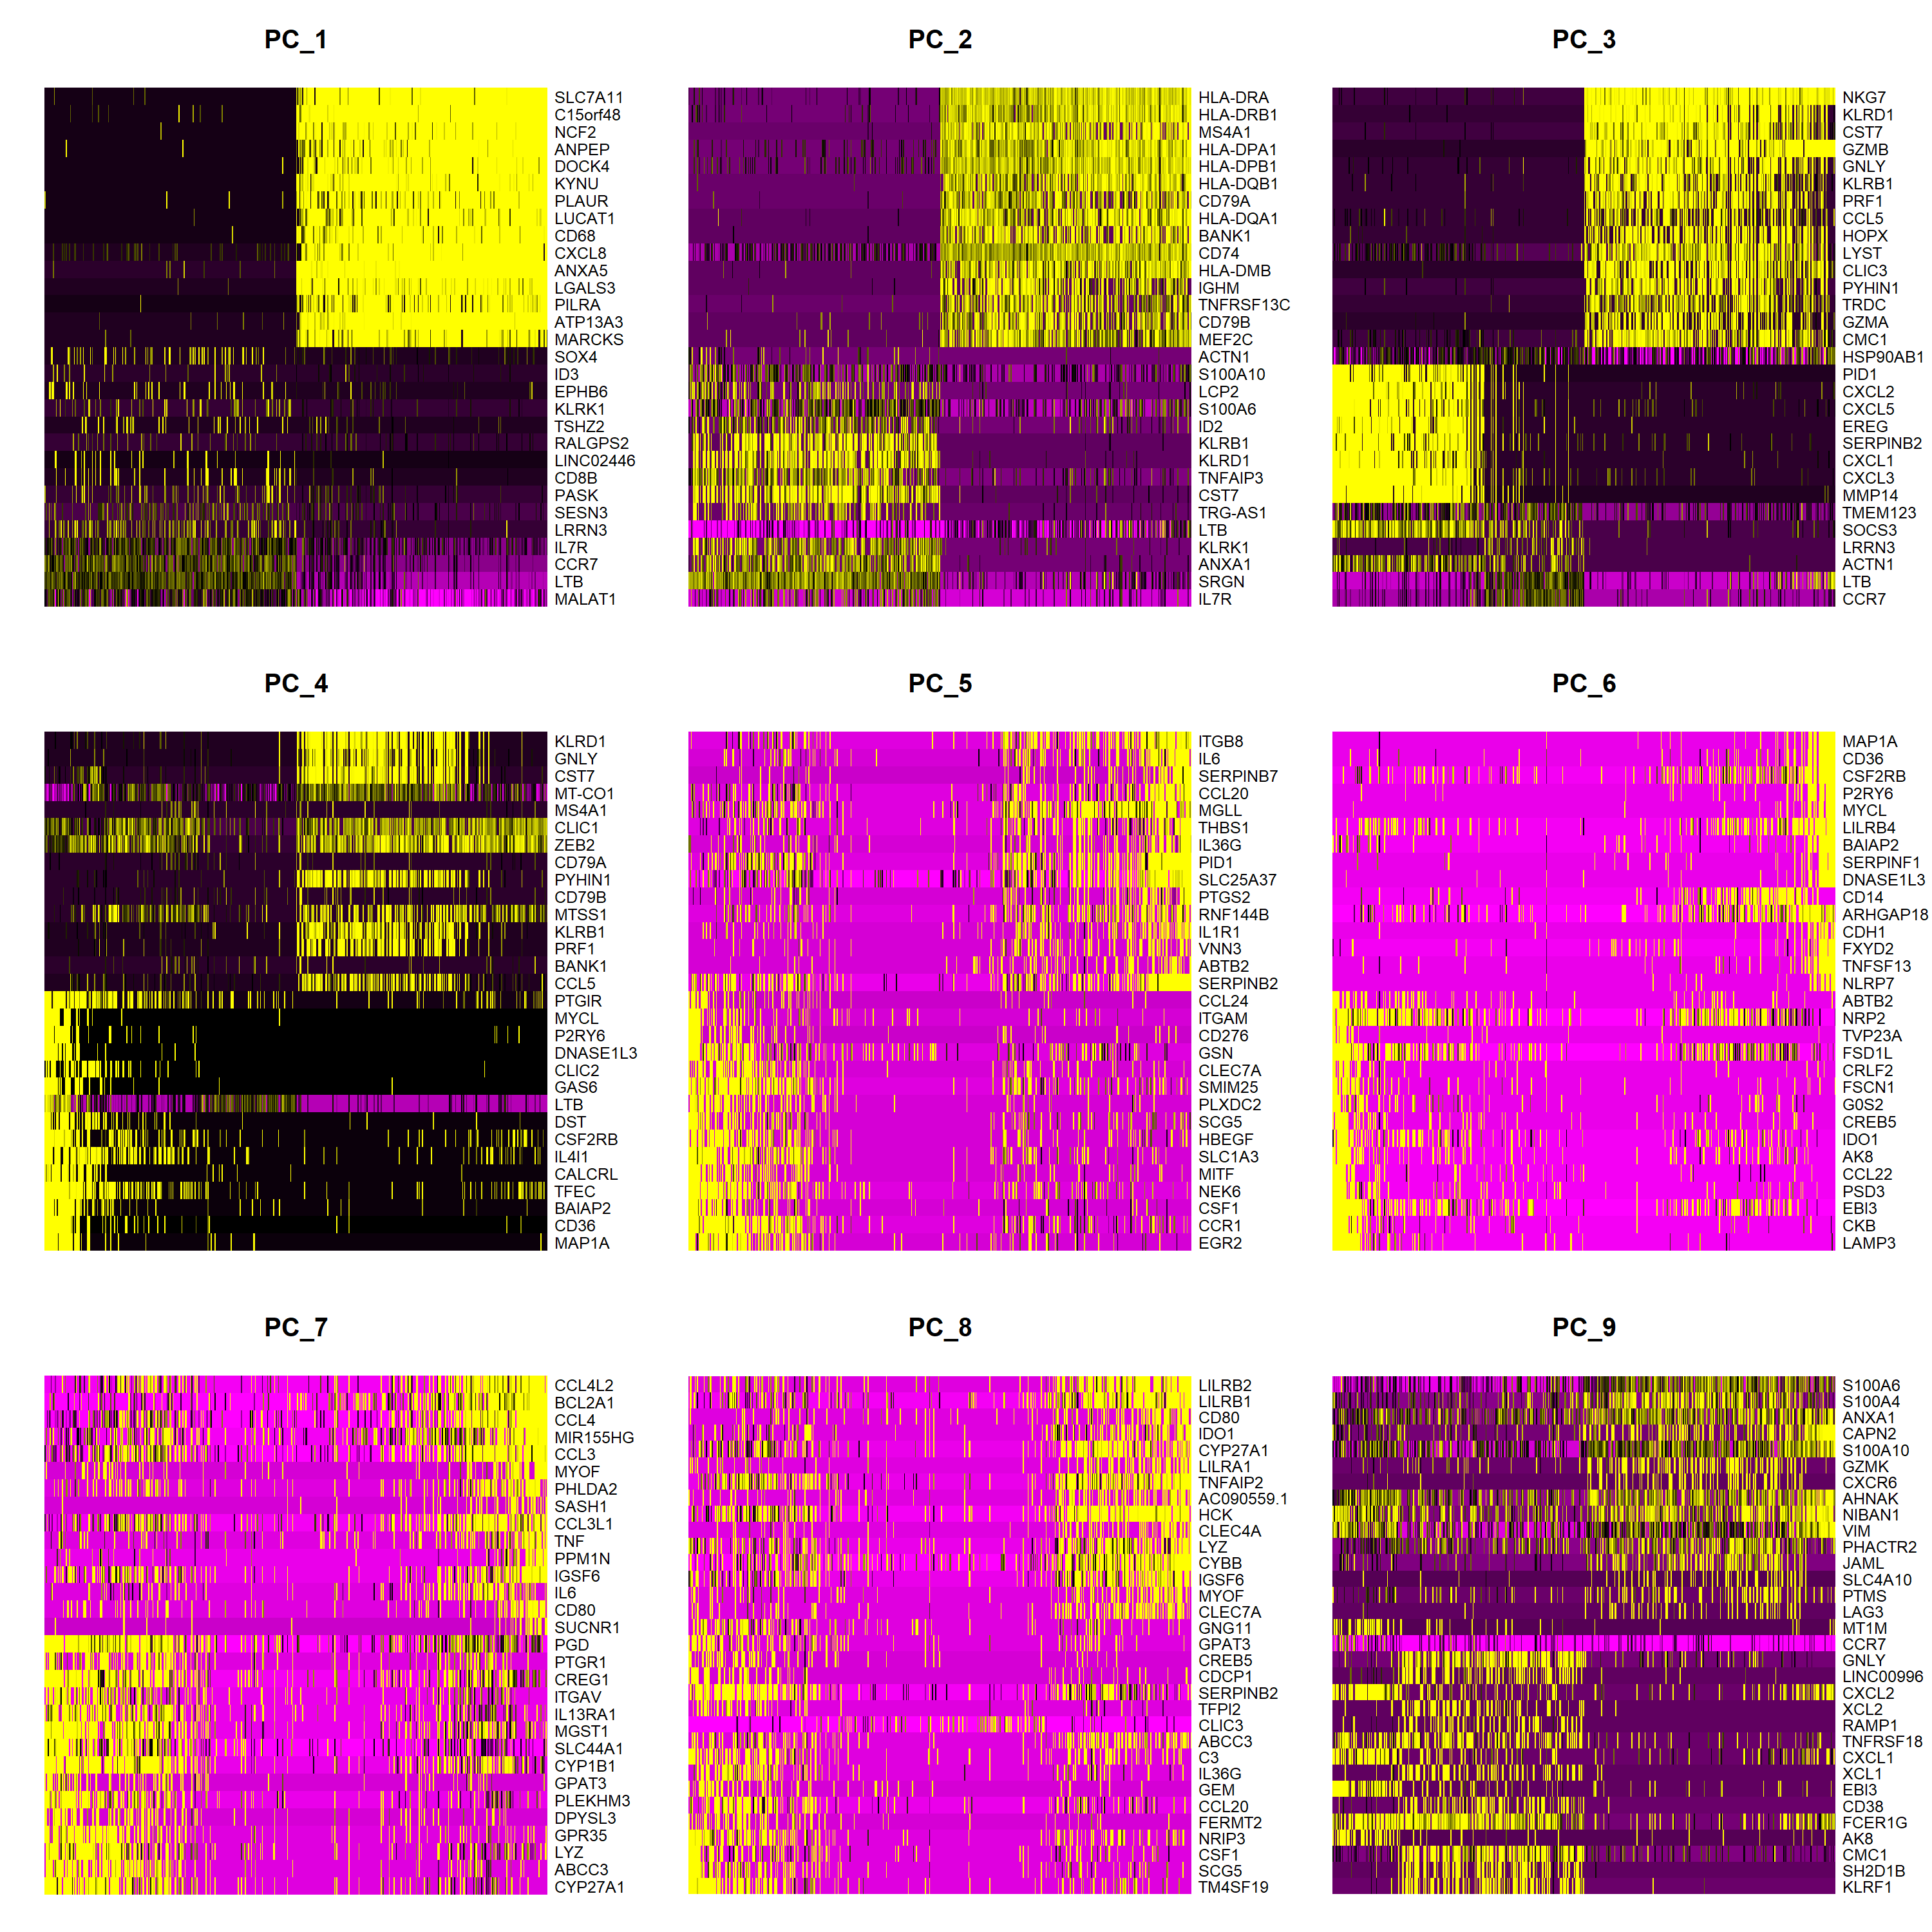 PC_1
SLC7A11
C15orf48
NCF2
ANPEP
DOCK4
KYNU
PLAUR
LUCAT1
CD68
CXCL8
ANXA5
LGALS3
PILRA
ATP13A3
MARCKS
SOX4
ID3
EPHB6
KLRK1
TSHZ2
RALGPS2
LINC02446
CD8B
PASK
SESN3
LRRN3
IL7R
CCR7
LTB
MALAT1
PC_2
HLA-DRA
HLA-DRB1
MS4A1
HLA-DPA1
HLA-DPB1
HLA-DQB1
CD79A
HLA-DQA1
BANK1
CD74
HLA-DMB
IGHM
TNFRSF13C
CD79B
MEF2C
ACTN1
S100A10
LCP2
S100A6
ID2
KLRB1
KLRD1
TNFAIP3
CST7
TRG-AS1
LTB
KLRK1
ANXA1
SRGN
IL7R
PC_3
NKG7
KLRD1
CST7
GZMB
GNLY
KLRB1
PRF1
CCL5
HOPX
LYST
CLIC3
PYHIN1
TRDC
GZMA
CMC1
HSP90AB1
PID1
CXCL2
CXCL5
EREG
SERPINB2
CXCL1
CXCL3
MMP14
TMEM123
SOCS3
LRRN3
ACTN1
LTB
CCR7
PC_4
KLRD1
GNLY
CST7
MT-CO1
MS4A1
CLIC1
ZEB2
CD79A
PYHIN1
CD79B
MTSS1
KLRB1
PRF1
BANK1
CCL5
PTGIR
MYCL
P2RY6
DNASE1L3
CLIC2
GAS6
LTB
DST
CSF2RB
IL4I1
CALCRL
TFEC
BAIAP2
CD36
MAP1A
PC_5
ITGB8
IL6
SERPINB7
CCL20
MGLL
THBS1
IL36G
PID1
SLC25A37
PTGS2
RNF144B
IL1R1
VNN3
ABTB2
SERPINB2
CCL24
ITGAM
CD276
GSN
CLEC7A
SMIM25
PLXDC2
SCG5
HBEGF
SLC1A3
MITF
NEK6
CSF1
CCR1
EGR2
PC_6
MAP1A
CD36
CSF2RB
P2RY6
MYCL
LILRB4
BAIAP2
SERPINF1
DNASE1L3
CD14
ARHGAP18
CDH1
FXYD2
TNFSF13
NLRP7
ABTB2
NRP2
TVP23A
FSD1L
CRLF2
FSCN1
G0S2
CREB5
IDO1
AK8
CCL22
PSD3
EBI3
CKB
LAMP3
PC_7
CCL4L2
BCL2A1
CCL4
MIR155HG
CCL3
MYOF
PHLDA2
SASH1
CCL3L1
TNF
PPM1N
IGSF6
IL6
CD80
SUCNR1
PGD
PTGR1
CREG1
ITGAV
IL13RA1
MGST1
SLC44A1
CYP1B1
GPAT3
PLEKHM3
DPYSL3
GPR35
LYZ
ABCC3
CYP27A1
PC_8
LILRB2
LILRB1
CD80
IDO1
CYP27A1
LILRA1
TNFAIP2
AC090559.1
HCK
CLEC4A
LYZ
CYBB
IGSF6
MYOF
CLEC7A
GNG11
GPAT3
CREB5
CDCP1
SERPINB2
TFPI2
CLIC3
ABCC3
C3
IL36G
GEM
CCL20
FERMT2
NRIP3
CSF1
SCG5
TM4SF19
PC_9
S100A6
S100A4
ANXA1
CAPN2
S100A10
GZMK
CXCR6
AHNAK
NIBAN1
VIM
PHACTR2
JAML
SLC4A10
PTMS
LAG3
MT1M
CCR7
GNLY
LINC00996
CXCL2
XCL2
RAMP1
TNFRSF18
CXCL1
XCL1
EBI3
CD38
FCER1G
AK8
CMC1
SH2D1B
KLRF1